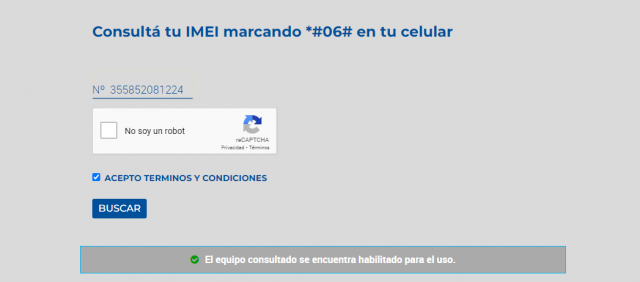 Consultá tu IMEI marcando *#06# en tu celular
Nº 355852081224
No soy un robot
reCAPTCHA
Privacidad - Términos
ACEPTO TERMINOS Y CONDICIONES
BUSCAR
El equipo consultado se encuentra habilitado para el uso.